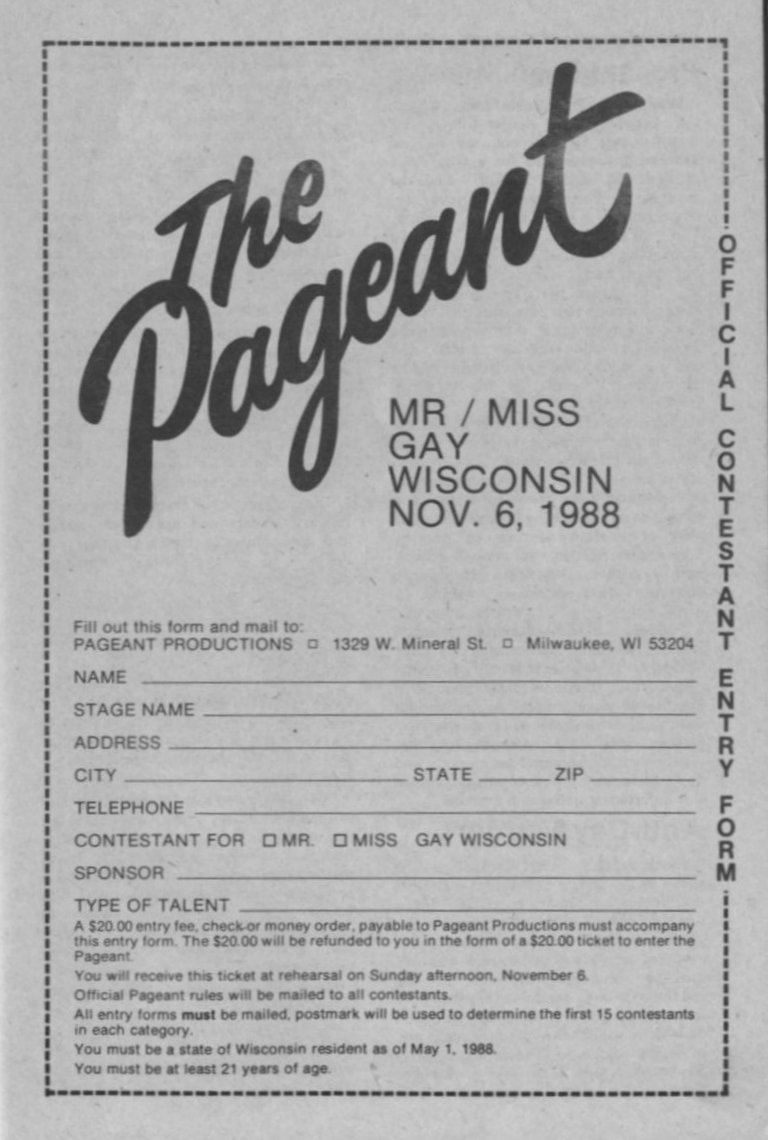 The
Pageant
MR / MISS
GAY
WISCONSIN
NOV. 6, 1988
OFFICIAL CONTESTANT ENTRY FORM
Fill out this form and mail to:
PAGEANT PRODUCTIONS □ 1329 W. Mineral St. □ Milwaukee, WI 53204
NAME
STAGE NAME
ADDRESS
CITY STATE ZIP
TELEPHONE
CONTESTANT FOR □ MR. □ MISS GAY WISCONSIN
SPONSOR
TYPE OF TALENT
A $20.00 entry fee, check or money order, payable to Pageant Productions must accompany
this entry form. The $20.00 will be refunded to you in the form of a $20.00 ticket to enter the
Pageant.
You will receive this ticket at rehearsal on Sunday afternoon, November 6.
Official Pageant rules will be mailed to all contestants.
All entry forms must be mailed, postmark will be used to determine the first 15 contestants
in each category.
You must be a state of Wisconsin resident as of May 1, 1988.
You must be at least 21 years of age.